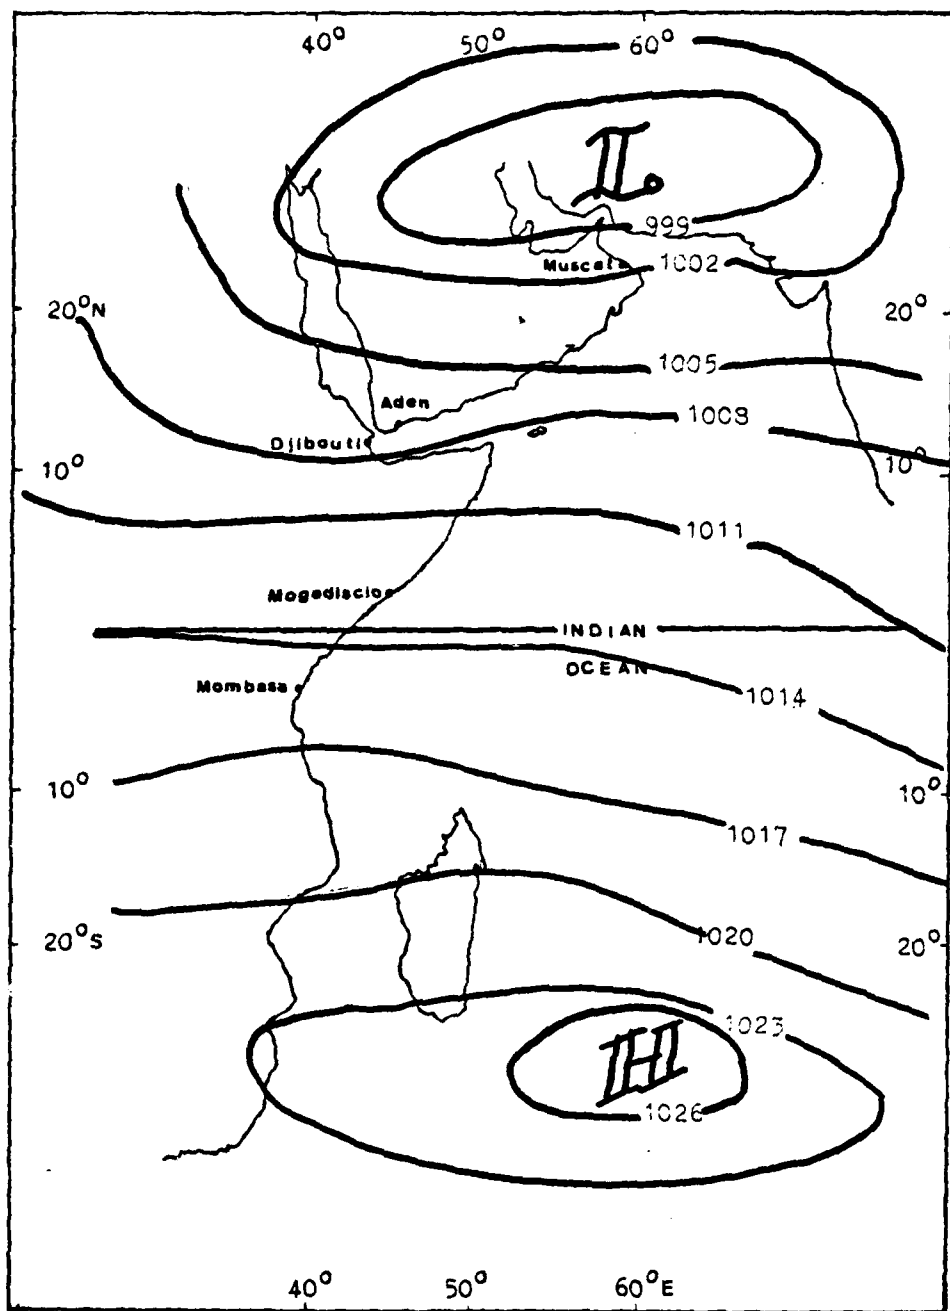 40° 50° 60°
L
999
Muscat 1002
20°N 20°
1005
Aden 1008
Djibouti
10° 10°
1011
Mogadiscio
INDIAN
OCEAN
Mombasa 1014
10° 10°
1017
20°S 1020 20°
1023
H
1026
40° 50° 60°E